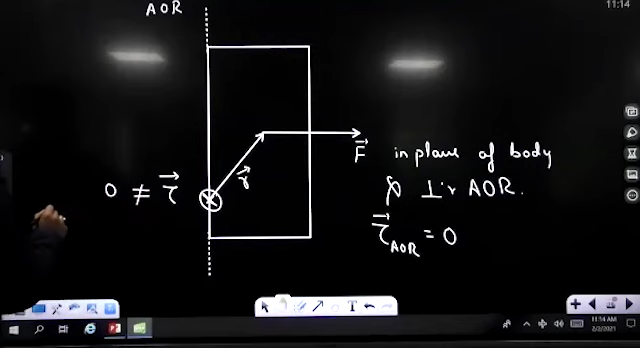 AOR
11:14
F in plane of body
r
0 ≠ τ
& ⊥r AOR.
τ AOR = 0
T
11:14 AM
2/2/2021